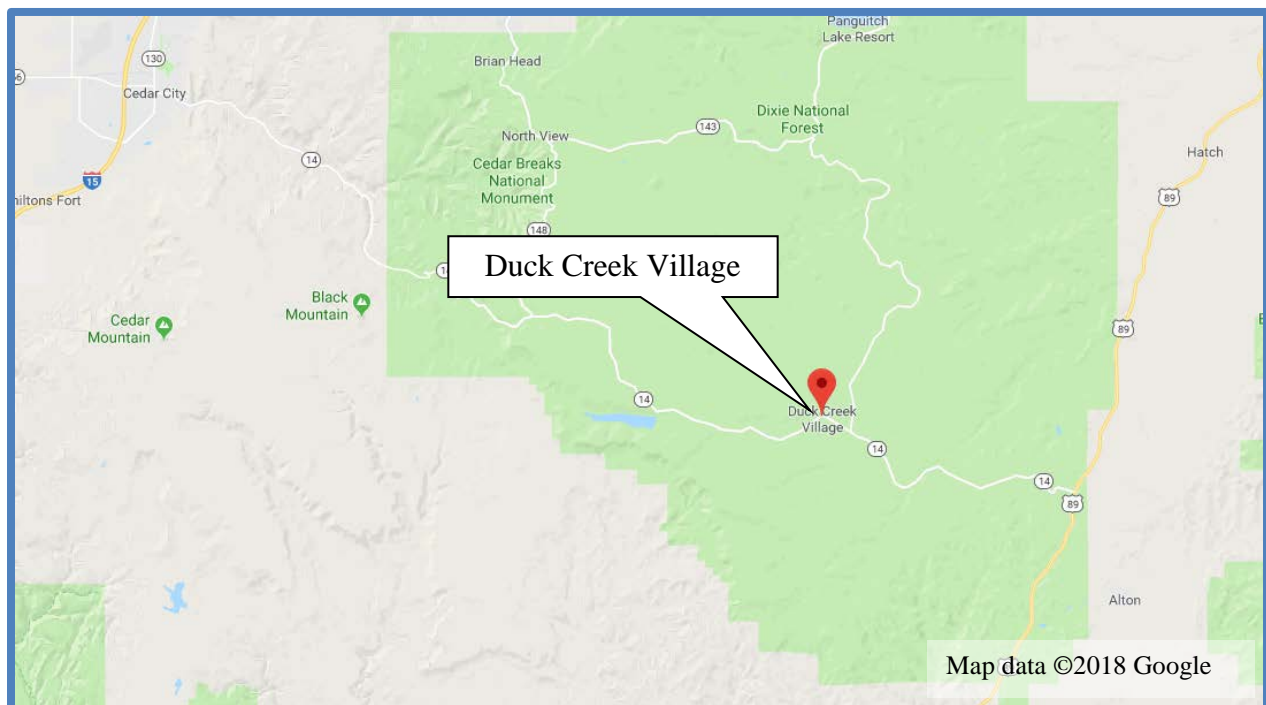 Panguitch
Lake Resort
130
Brian Head
Cedar City
Dixie National
Forest
143
North View
Hatch
14
Cedar Breaks
National
Monument
15
89
148
Duck Creek Village
Black
Mountain
Cedar
Mountain
89
14
Duck Creek
Village
14
14
89
Alton
Map data ©2018 Google